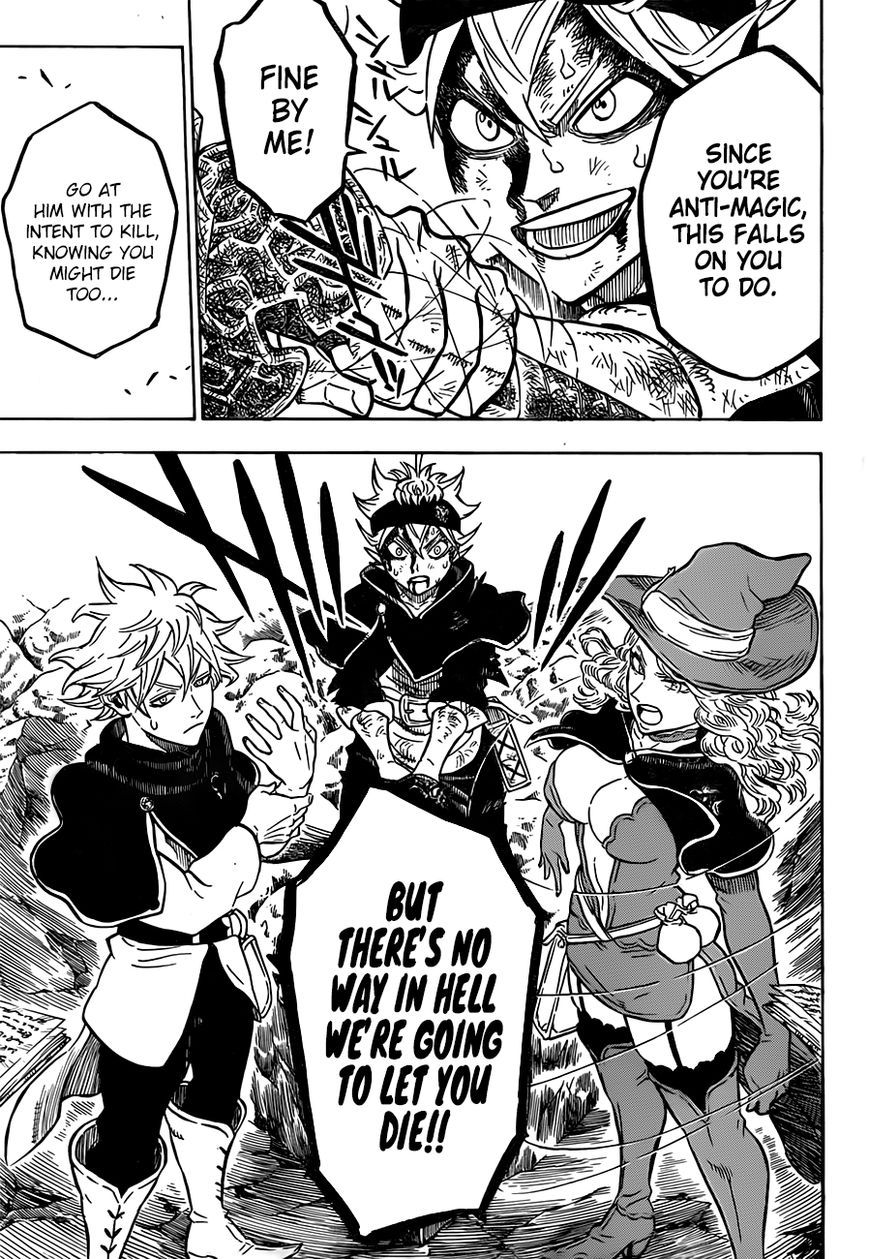 SINCE
YOU'RE
ANTI-MAGIC,
THIS FALLS
ON YOU
TO DO.
FINE
BY
ME!
GO AT
HIM WITH THE
INTENT TO KILL,
KNOWING YOU
MIGHT DIE
TOO...
BUT
THERE'S NO
WAY IN HELL
WE'RE GOING
TO LET YOU
DIE!!